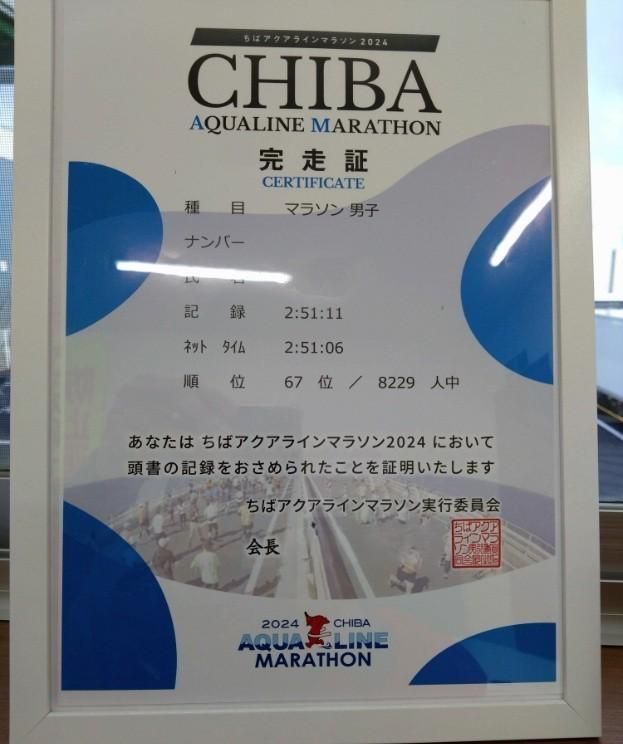 ちばアクアラインマラソン2024
CHIBA
AQUALINE MARATHON
完走証
CERTIFICATE
種 目 マラソン 男子
ナンバー
氏 名
記 録 2:51:11
ネット タイム 2:51:06
順 位 67 位 / 8229 人中
あなたは ちばアクアラインマラソン2024 において
頭書の記録をおさめられたことを証明いたします
ちばアクアラインマラソン実行委員会
会長
2024 CHIBA
AQUALINE
MARATHON